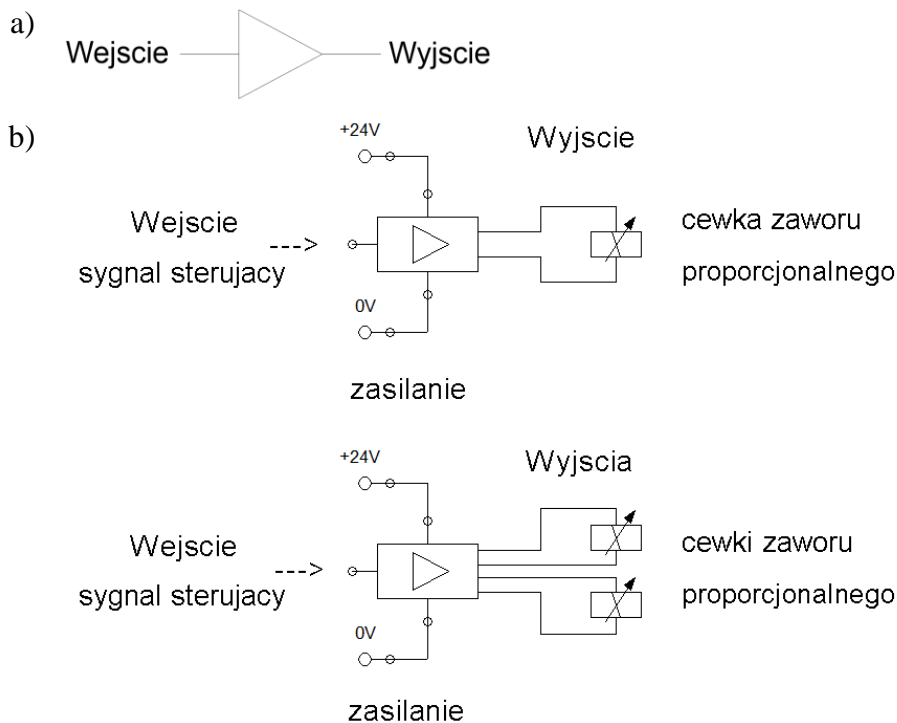 a)
Wejscie
Wyjscie
b)
+24V
Wyjscie
Wejscie
sygnal sterujacy
--->
cewka zaworu
proporcjonalnego
0V
zasilanie
+24V
Wyjscia
Wejscie
sygnal sterujacy
--->
cewki zaworu
proporcjonalnego
0V
zasilanie